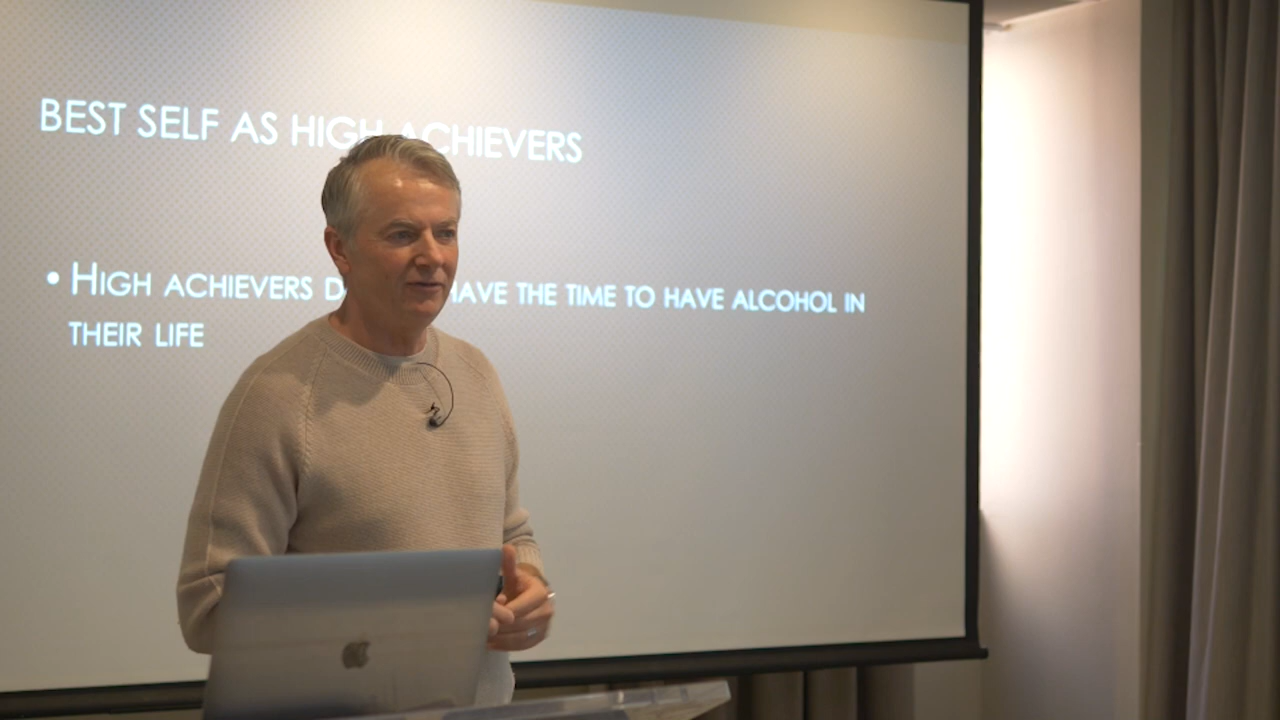 BEST SELF AS HIGH ACHIEVERS
• HIGH ACHIEVERS HAVE THE TIME TO HAVE ALCOHOL IN
THEIR LIFE